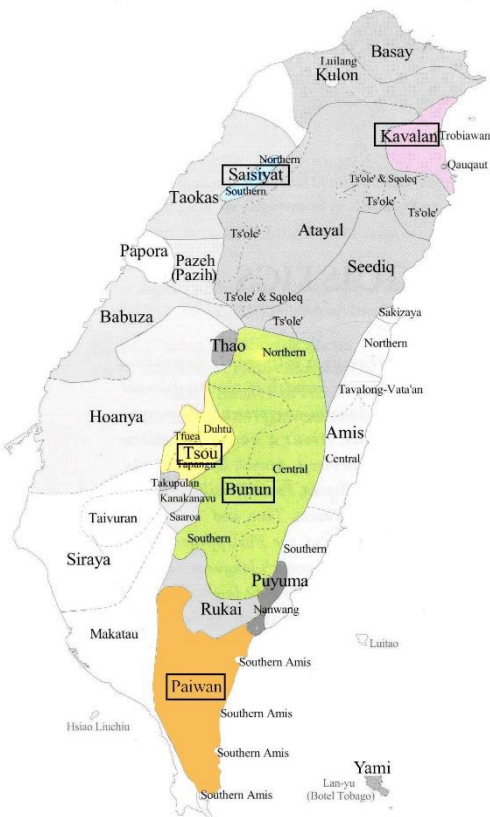 Basay
Luilang
Kulon
Kavalan
Trobiawan
Qauqaut
Northern
Saisiyat
Southern
Taokas
Ts'ole' & Sqoleq
Ts'ole'
Ts'ole'
Ts'ole'
Atayal
Papora
Pazeh
(Pazih)
Seediq
Ts'ole' & Sqoleq
Babuza
Ts'ole'
Sakizaya
Thao
Northern
Northern
Tavalong-Vata'an
Hoanya
Duhtu
Tfuea
Amis
Tsou
Tapangu
Central
Central
Takupulan
Bunun
Kanakanavu
Taivuran
Saaroa
Southern
Southern
Siraya
Puyuma
Rukai
Nanwang
Makatau
Luitao
Southern Amis
Paiwan
Southern Amis
Hsiao Liuchiu
Southern Amis
Yami
Lan-yu
(Botel Tobago)
Southern Amis